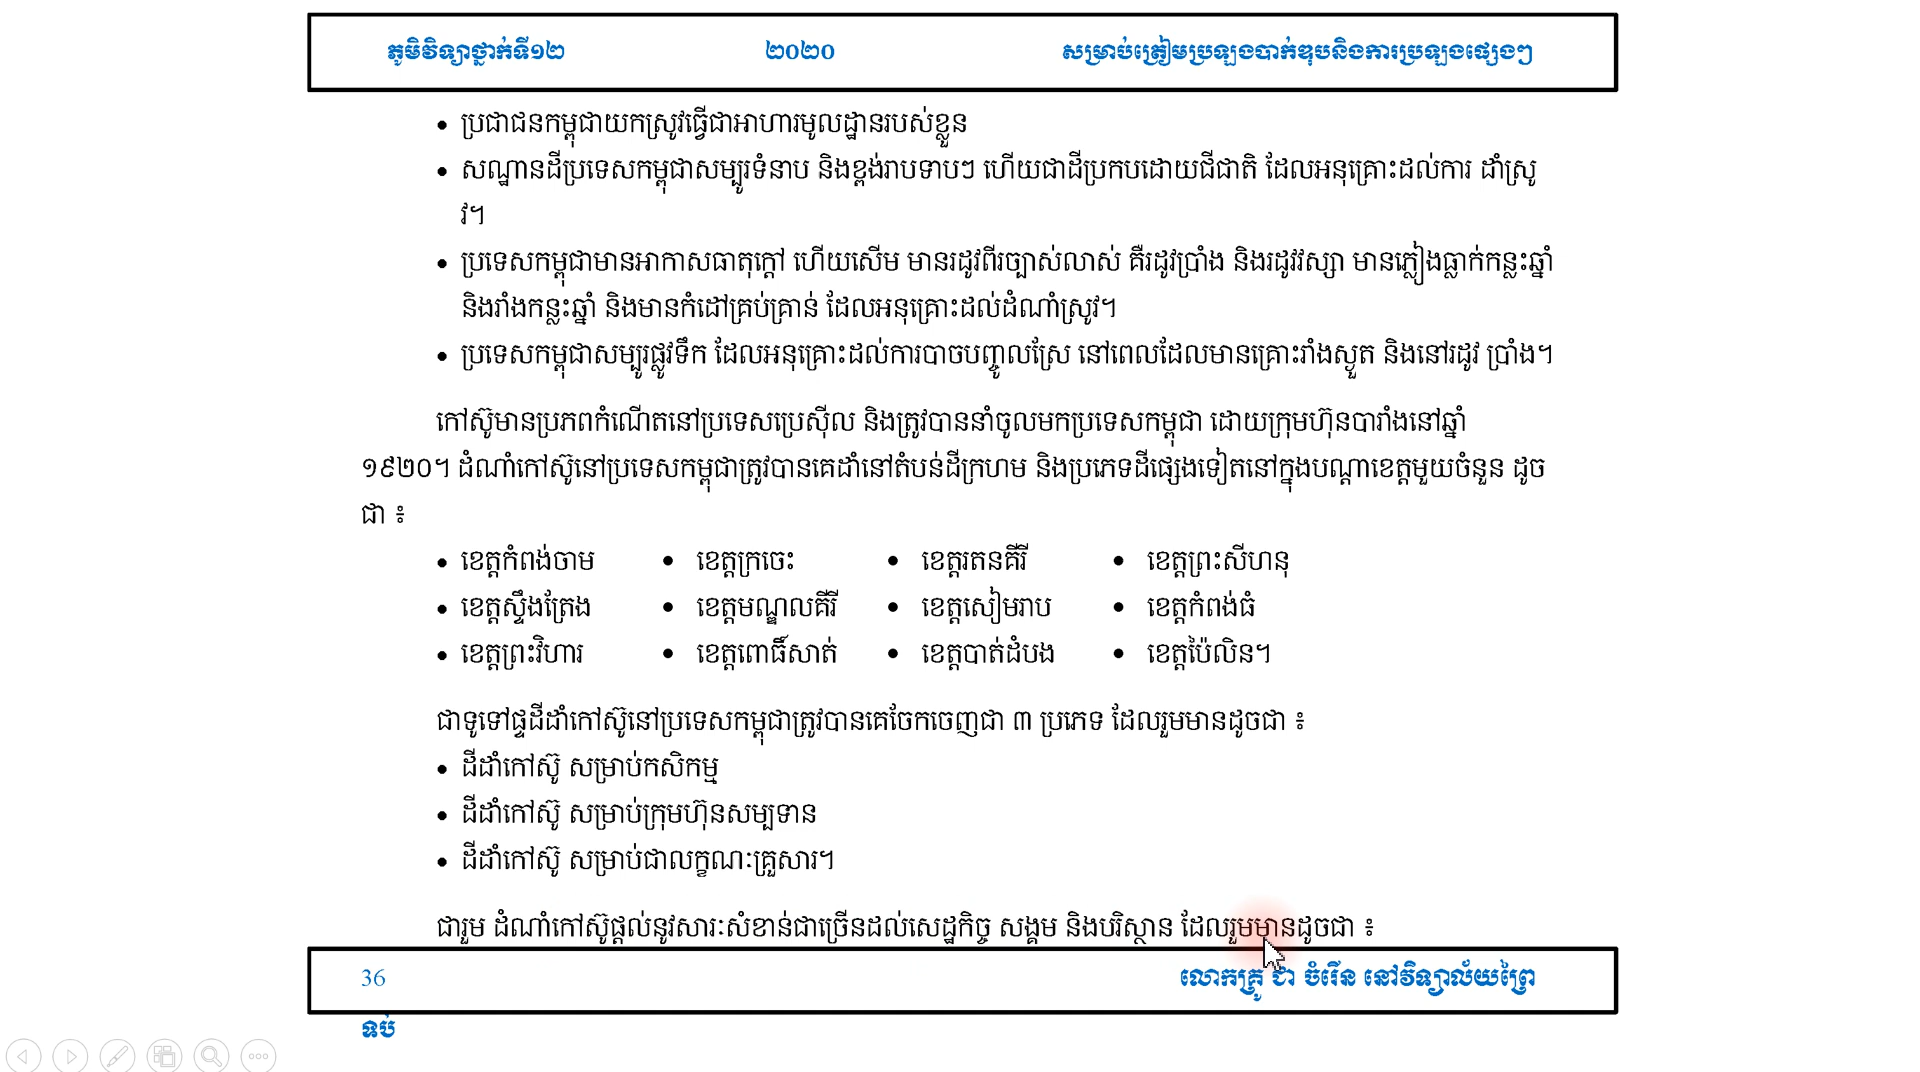 ភូមិវិទ្យាថ្នាក់ទី១២ ២០២០ សម្រាប់ត្រៀមប្រឡងបាក់ឌុបនិងការប្រឡងផ្សេងៗ
• ប្រជាជនកម្ពុជាយកស្រូវធ្វើជាអាហារមូលដ្ឋានរបស់ខ្លួន
• សណ្ឋានដីប្រទេសកម្ពុជាសម្បូរទំនាប និងខ្ពង់រាបទាបៗ ហើយជាដីប្រកបដោយជីជាតិ ដែលអនុគ្រោះដល់ការ ដាំស្រូ
វ។
• ប្រទេសកម្ពុជាមានអាកាសធាតុក្ដៅ ហើយសើម មានរដូវពីរច្បាស់លាស់ គឺរដូវប្រាំង និងរដូវវស្សា មានភ្លៀងធ្លាក់កន្លះឆ្នាំ
និងរាំងកន្លះឆ្នាំ និងមានកំដៅគ្រប់គ្រាន់ ដែលអនុគ្រោះដល់ដំណាំស្រូវ។
• ប្រទេសកម្ពុជាសម្បូរផ្លូវទឹក ដែលអនុគ្រោះដល់ការបាចបញ្ចូលស្រែ នៅពេលដែលមានគ្រោះរាំងស្ងួត និងនៅរដូវ ប្រាំង។
កៅស៊ូមានប្រភពកំណើតនៅប្រទេសប្រេស៊ីល និងត្រូវបាននាំចូលមកប្រទេសកម្ពុជា ដោយក្រុមហ៊ុនបារាំងនៅឆ្នាំ
១៩២០។ ដំណាំកៅស៊ូនៅប្រទេសកម្ពុជាត្រូវបានគេដាំនៅតំបន់ដីក្រហម និងប្រភេទដីផ្សេងទៀតនៅក្នុងបណ្ដាខេត្តមួយចំនួន ដូច
ជា ៖
• ខេត្តកំពង់ចាម • ខេត្តក្រចេះ • ខេត្តរតនគីរី • ខេត្តព្រះសីហនុ
• ខេត្តស្ទឹងត្រែង • ខេត្តមណ្ឌលគីរី • ខេត្តសៀមរាប • ខេត្តកំពង់ធំ
• ខេត្តព្រះវិហារ • ខេត្តពោធិ៍សាត់ • ខេត្តបាត់ដំបង • ខេត្តប៉ៃលិន។
ជាទូទៅផ្ទដីដាំកៅស៊ូនៅប្រទេសកម្ពុជាត្រូវបានគេចែកចេញជា ៣ ប្រភេទ ដែលរួមមានដូចជា ៖
• ដីដាំកៅស៊ូ សម្រាប់កសិកម្ម
• ដីដាំកៅស៊ូ សម្រាប់ក្រុមហ៊ុនសម្បទាន
• ដីដាំកៅស៊ូ សម្រាប់ជាលក្ខណៈគ្រួសារ។
ជារួម ដំណាំកៅស៊ូផ្ដល់នូវសារៈសំខាន់ជាច្រើនដល់សេដ្ឋកិច្ច សង្គម និងបរិស្ថាន ដែលរួមមានដូចជា ៖
36 លោកគ្រូ ជា ចំរើន នៅវិទ្យាល័យព្រៃ
ទប់